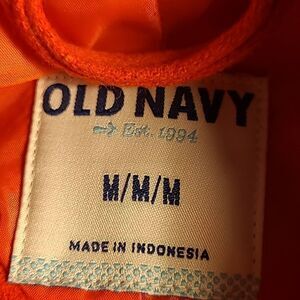 OLD NAVY
Est. 1994
M/M/M
MADE IN INDONESIA